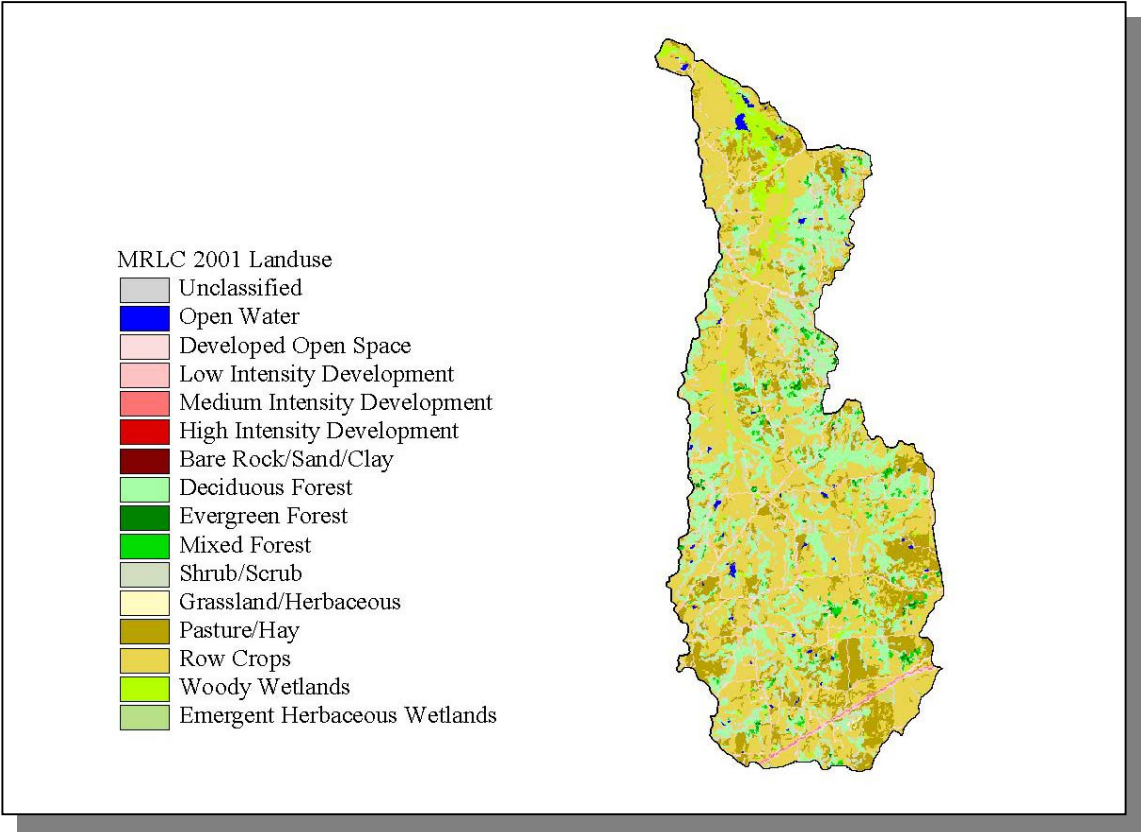 MRLC 2001 Landuse
Unclassified
Open Water
Developed Open Space
Low Intensity Development
Medium Intensity Development
High Intensity Development
Bare Rock/Sand/Clay
Deciduous Forest
Evergreen Forest
Mixed Forest
Shrub/Scrub
Grassland/Herbaceous
Pasture/Hay
Row Crops
Woody Wetlands
Emergent Herbaceous Wetlands